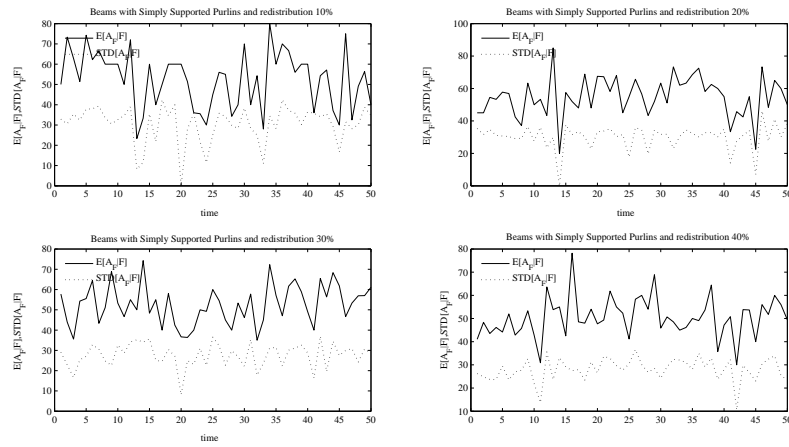 Beams with Simply Supported Purlins and redistribution 10%
E[A_F|F]
STD[A_F|F]
E[A_F|F],STD[A_F|F]
80
70
60
50
40
30
20
10
0
0 5 10 15 20 25 30 35 40 45 50
time
Beams with Simply Supported Purlins and redistribution 20%
E[A_F|F]
STD[A_F|F]
E[A_F|F],STD[A_F|F]
100
80
60
40
20
0
0 5 10 15 20 25 30 35 40 45 50
time
Beams with Simply Supported Purlins and redistribution 30%
E[A_F|F]
STD[A_F|F]
E[A_F|F],STD[A_F|F]
80
70
60
50
40
30
20
10
0
0 5 10 15 20 25 30 35 40 45 50
time
Beams with Simply Supported Purlins and redistribution 40%
E[A_F|F]
STD[A_F|F]
E[A_F|F],STD[A_F|F]
80
70
60
50
40
30
20
10
0 5 10 15 20 25 30 35 40 45 50
time